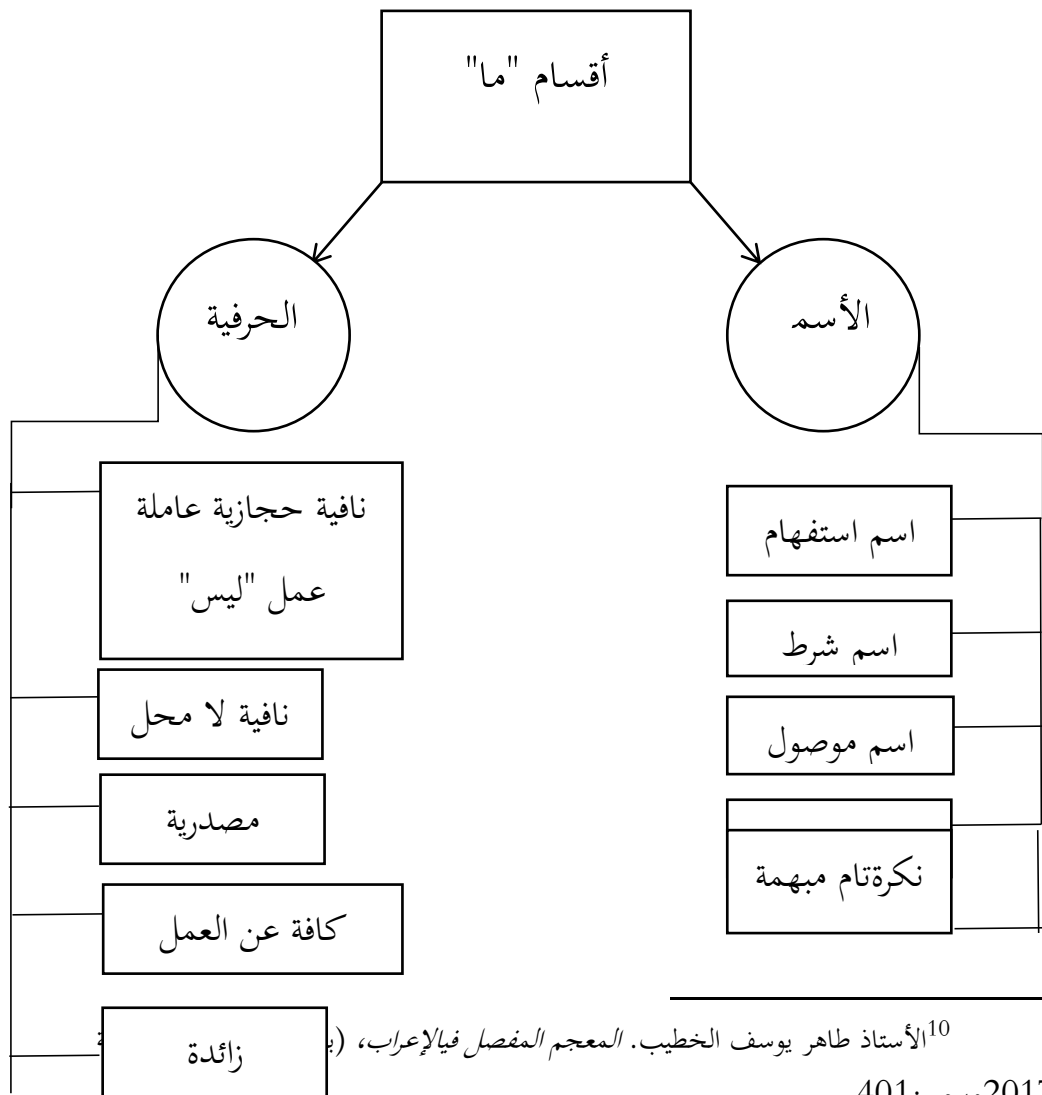 أقسام "ما"
الأسم
اسم استفهام
اسم شرط
اسم موصول
نكرةتام مبهمة
الحرفية
نافية حجازية عاملة
عمل "ليس"
نافية لا محل
مصدرية
كافة عن العمل
زائدة
10الأستاذ طاهر يوسف الخطيب. المعجم المفصل فيالإعراب، (